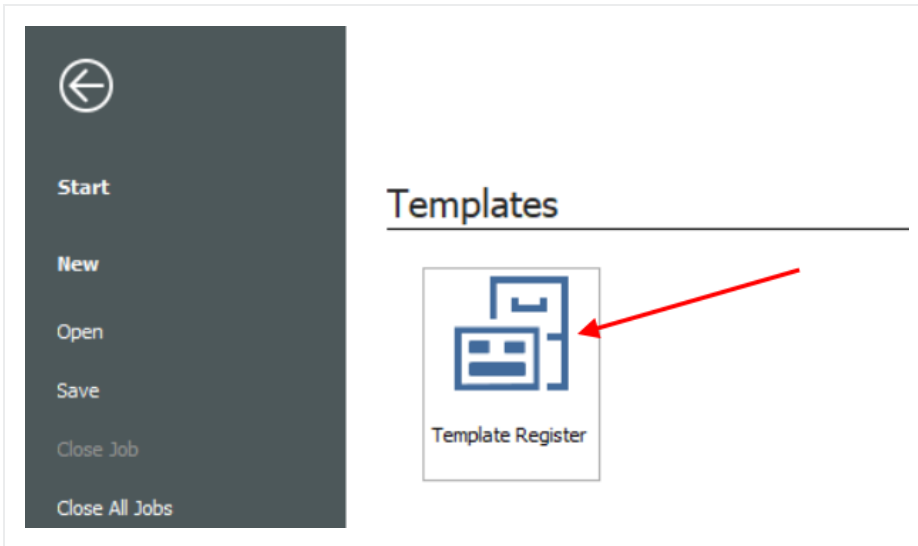 Start
New
Open
Save
Close Job
Close All Jobs
Templates
Template Register